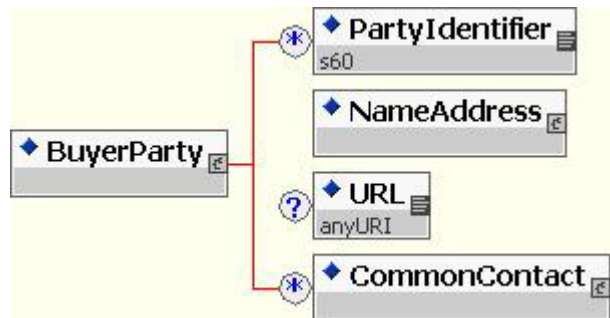 PartyIdentifier
s60
NameAddress
BuyerParty
URL
anyURI
CommonContact